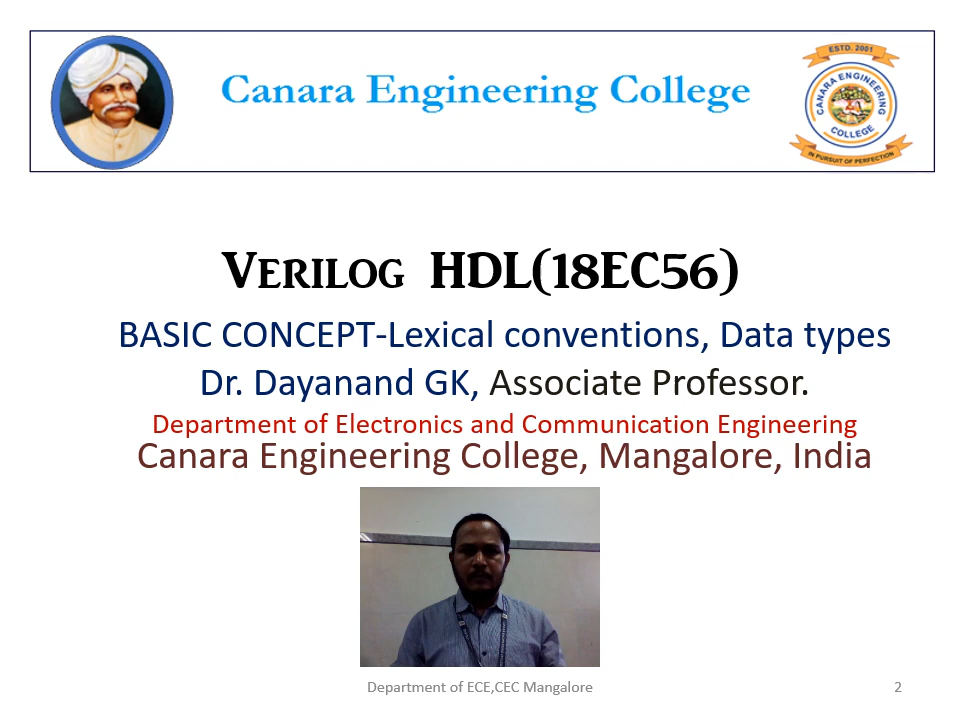 Canara Engineering College
ESTD. 2001
CANARA ENGINEERING
COLLEGE
IN PURSUIT OF PERFECTION
VERILOG HDL(18EC56)
BASIC CONCEPT-Lexical conventions, Data types
Dr. Dayanand GK, Associate Professor.
Department of Electronics and Communication Engineering
Canara Engineering College, Mangalore, India
Department of ECE,CEC Mangalore
2